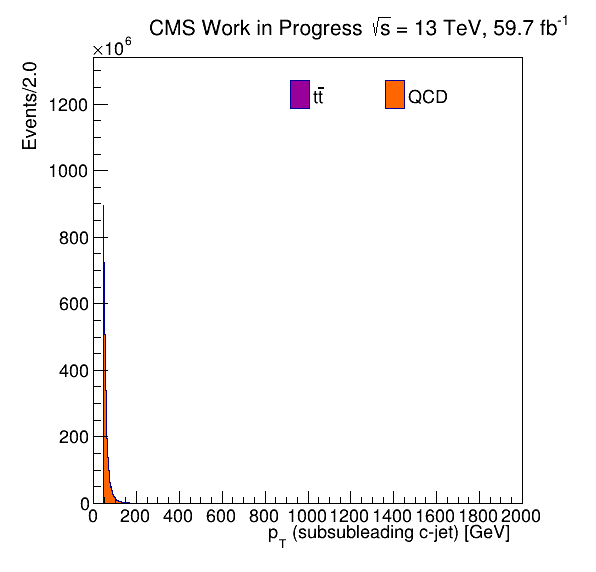 CMS Work in Progress √s = 13 TeV, 59.7 fb⁻¹
×10⁶
Events/2.0
tt̄ QCD
1200
1000
800
600
400
200
0
0 200 400 600 800 1000 1200 1400 1600 1800 2000
p_T (subsubleading c-jet) [GeV]